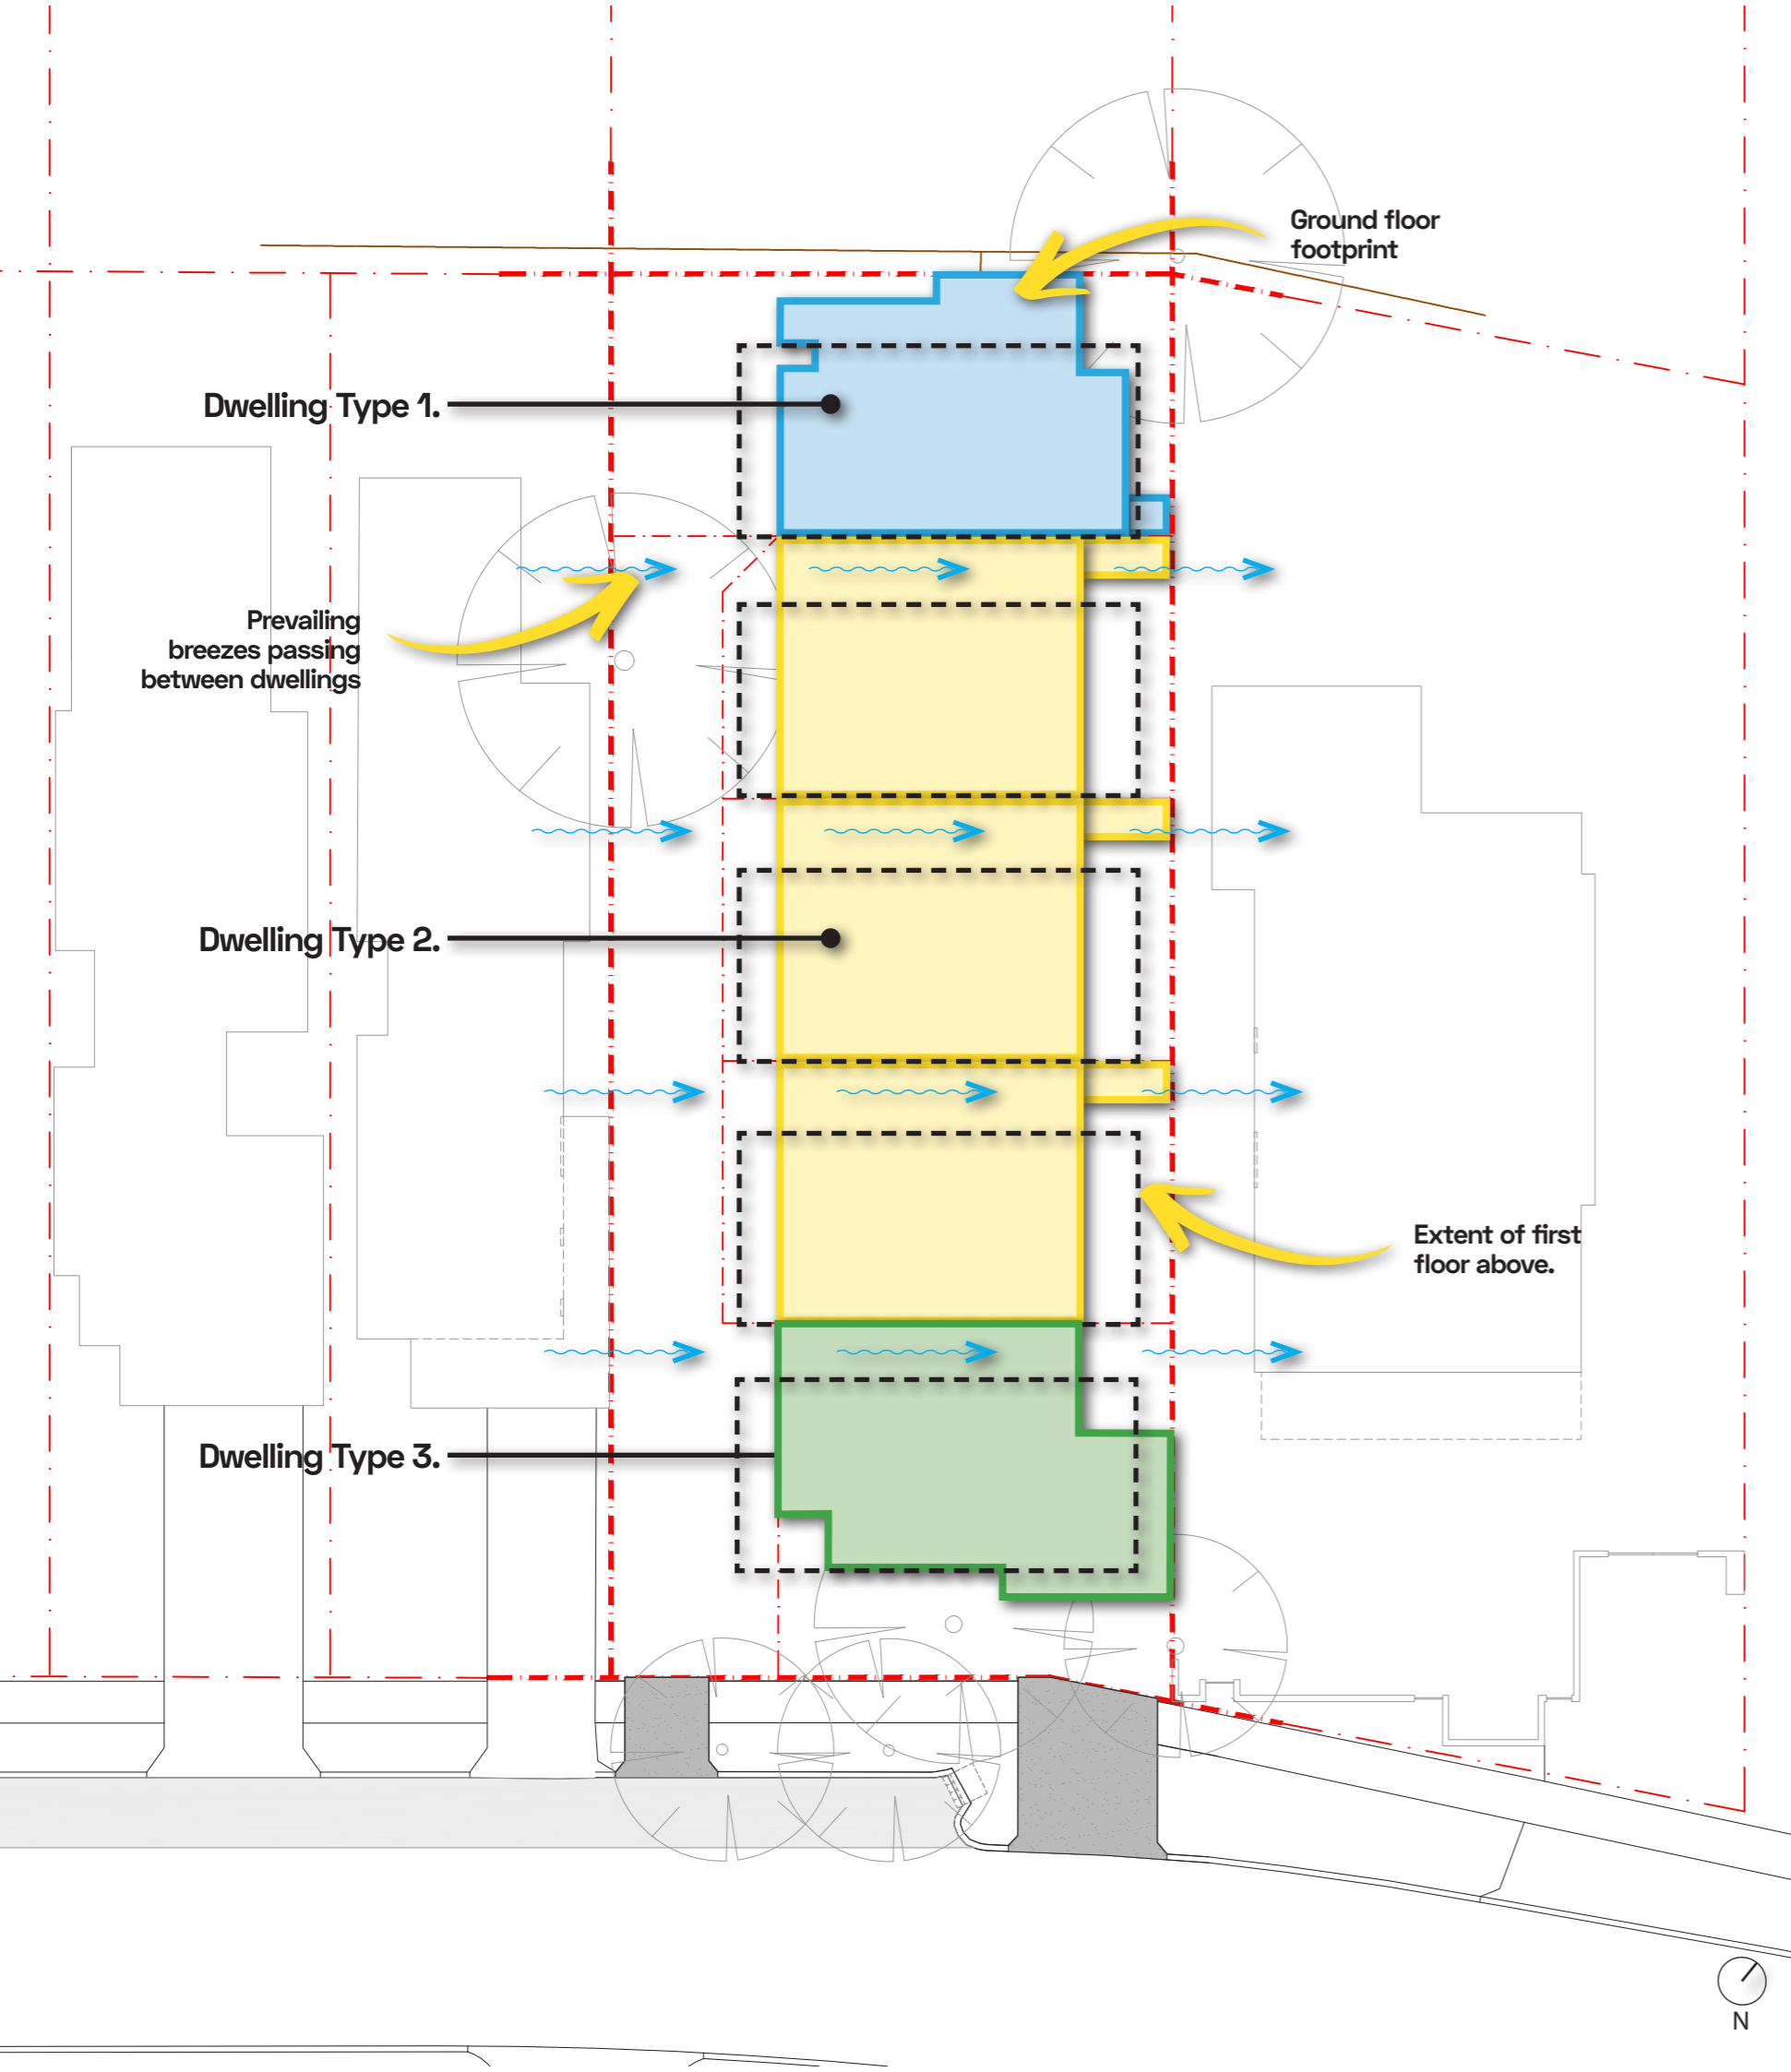 Ground floor
footprint
Dwelling Type 1.
Prevailing
breezes passing
between dwellings
Dwelling Type 2.
Extent of first
floor above.
Dwelling Type 3.
N